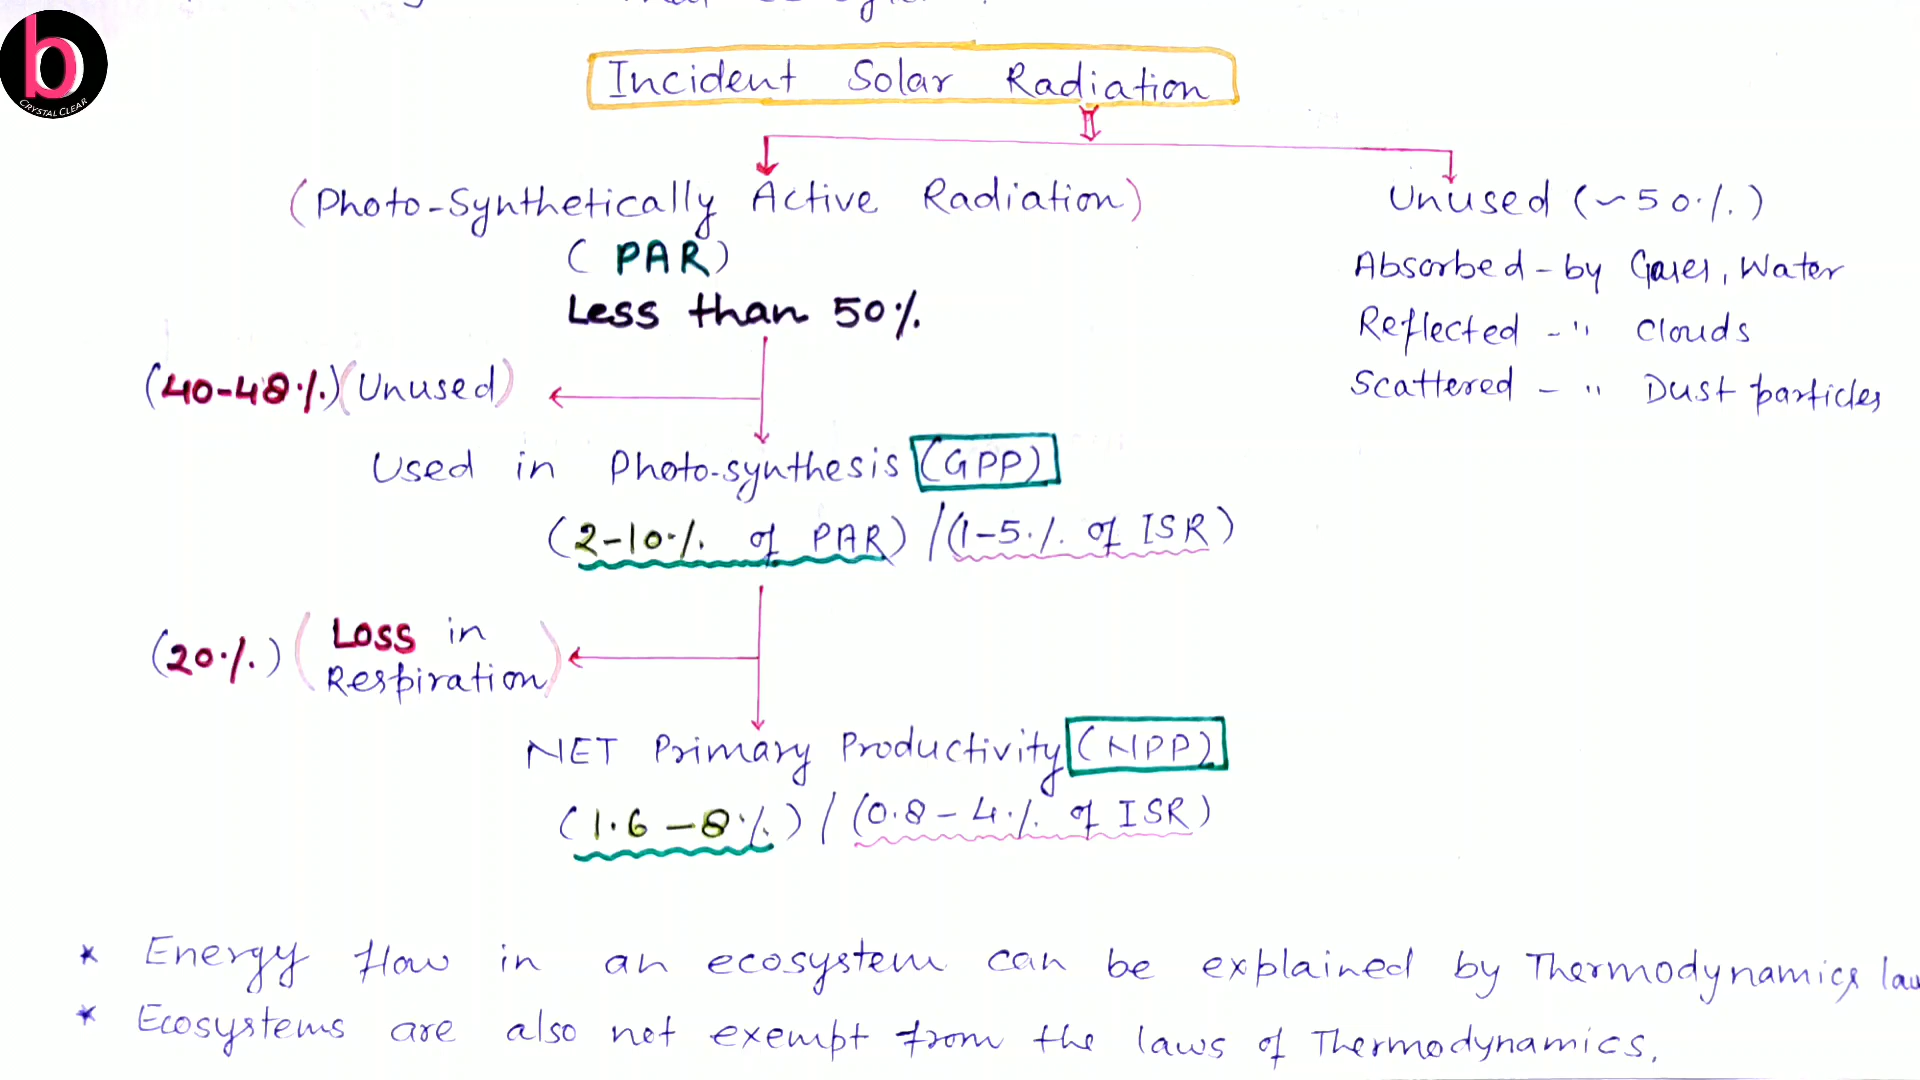 b
CRYSTAL CLEAR
Incident Solar Radiation
(Photo-Synthetically Active Radiation)
(PAR)
Less than 50%
Unused (~50%)
Absorbed - by Gases, Water
Reflected - " Clouds
Scattered - " Dust particles
(40-48%) (Unused)
Used in Photo-synthesis (GPP)
(2-10% of PAR) / (1-5% of ISR)
(20%) (Loss in
Respiration)
NET Primary Productivity (NPP)
(1.6 - 8%) / (0.8 - 4% of ISR)
* Energy flow in an ecosystem can be explained by Thermodynamics law
* Ecosystems are also not exempt from the laws of Thermodynamics.